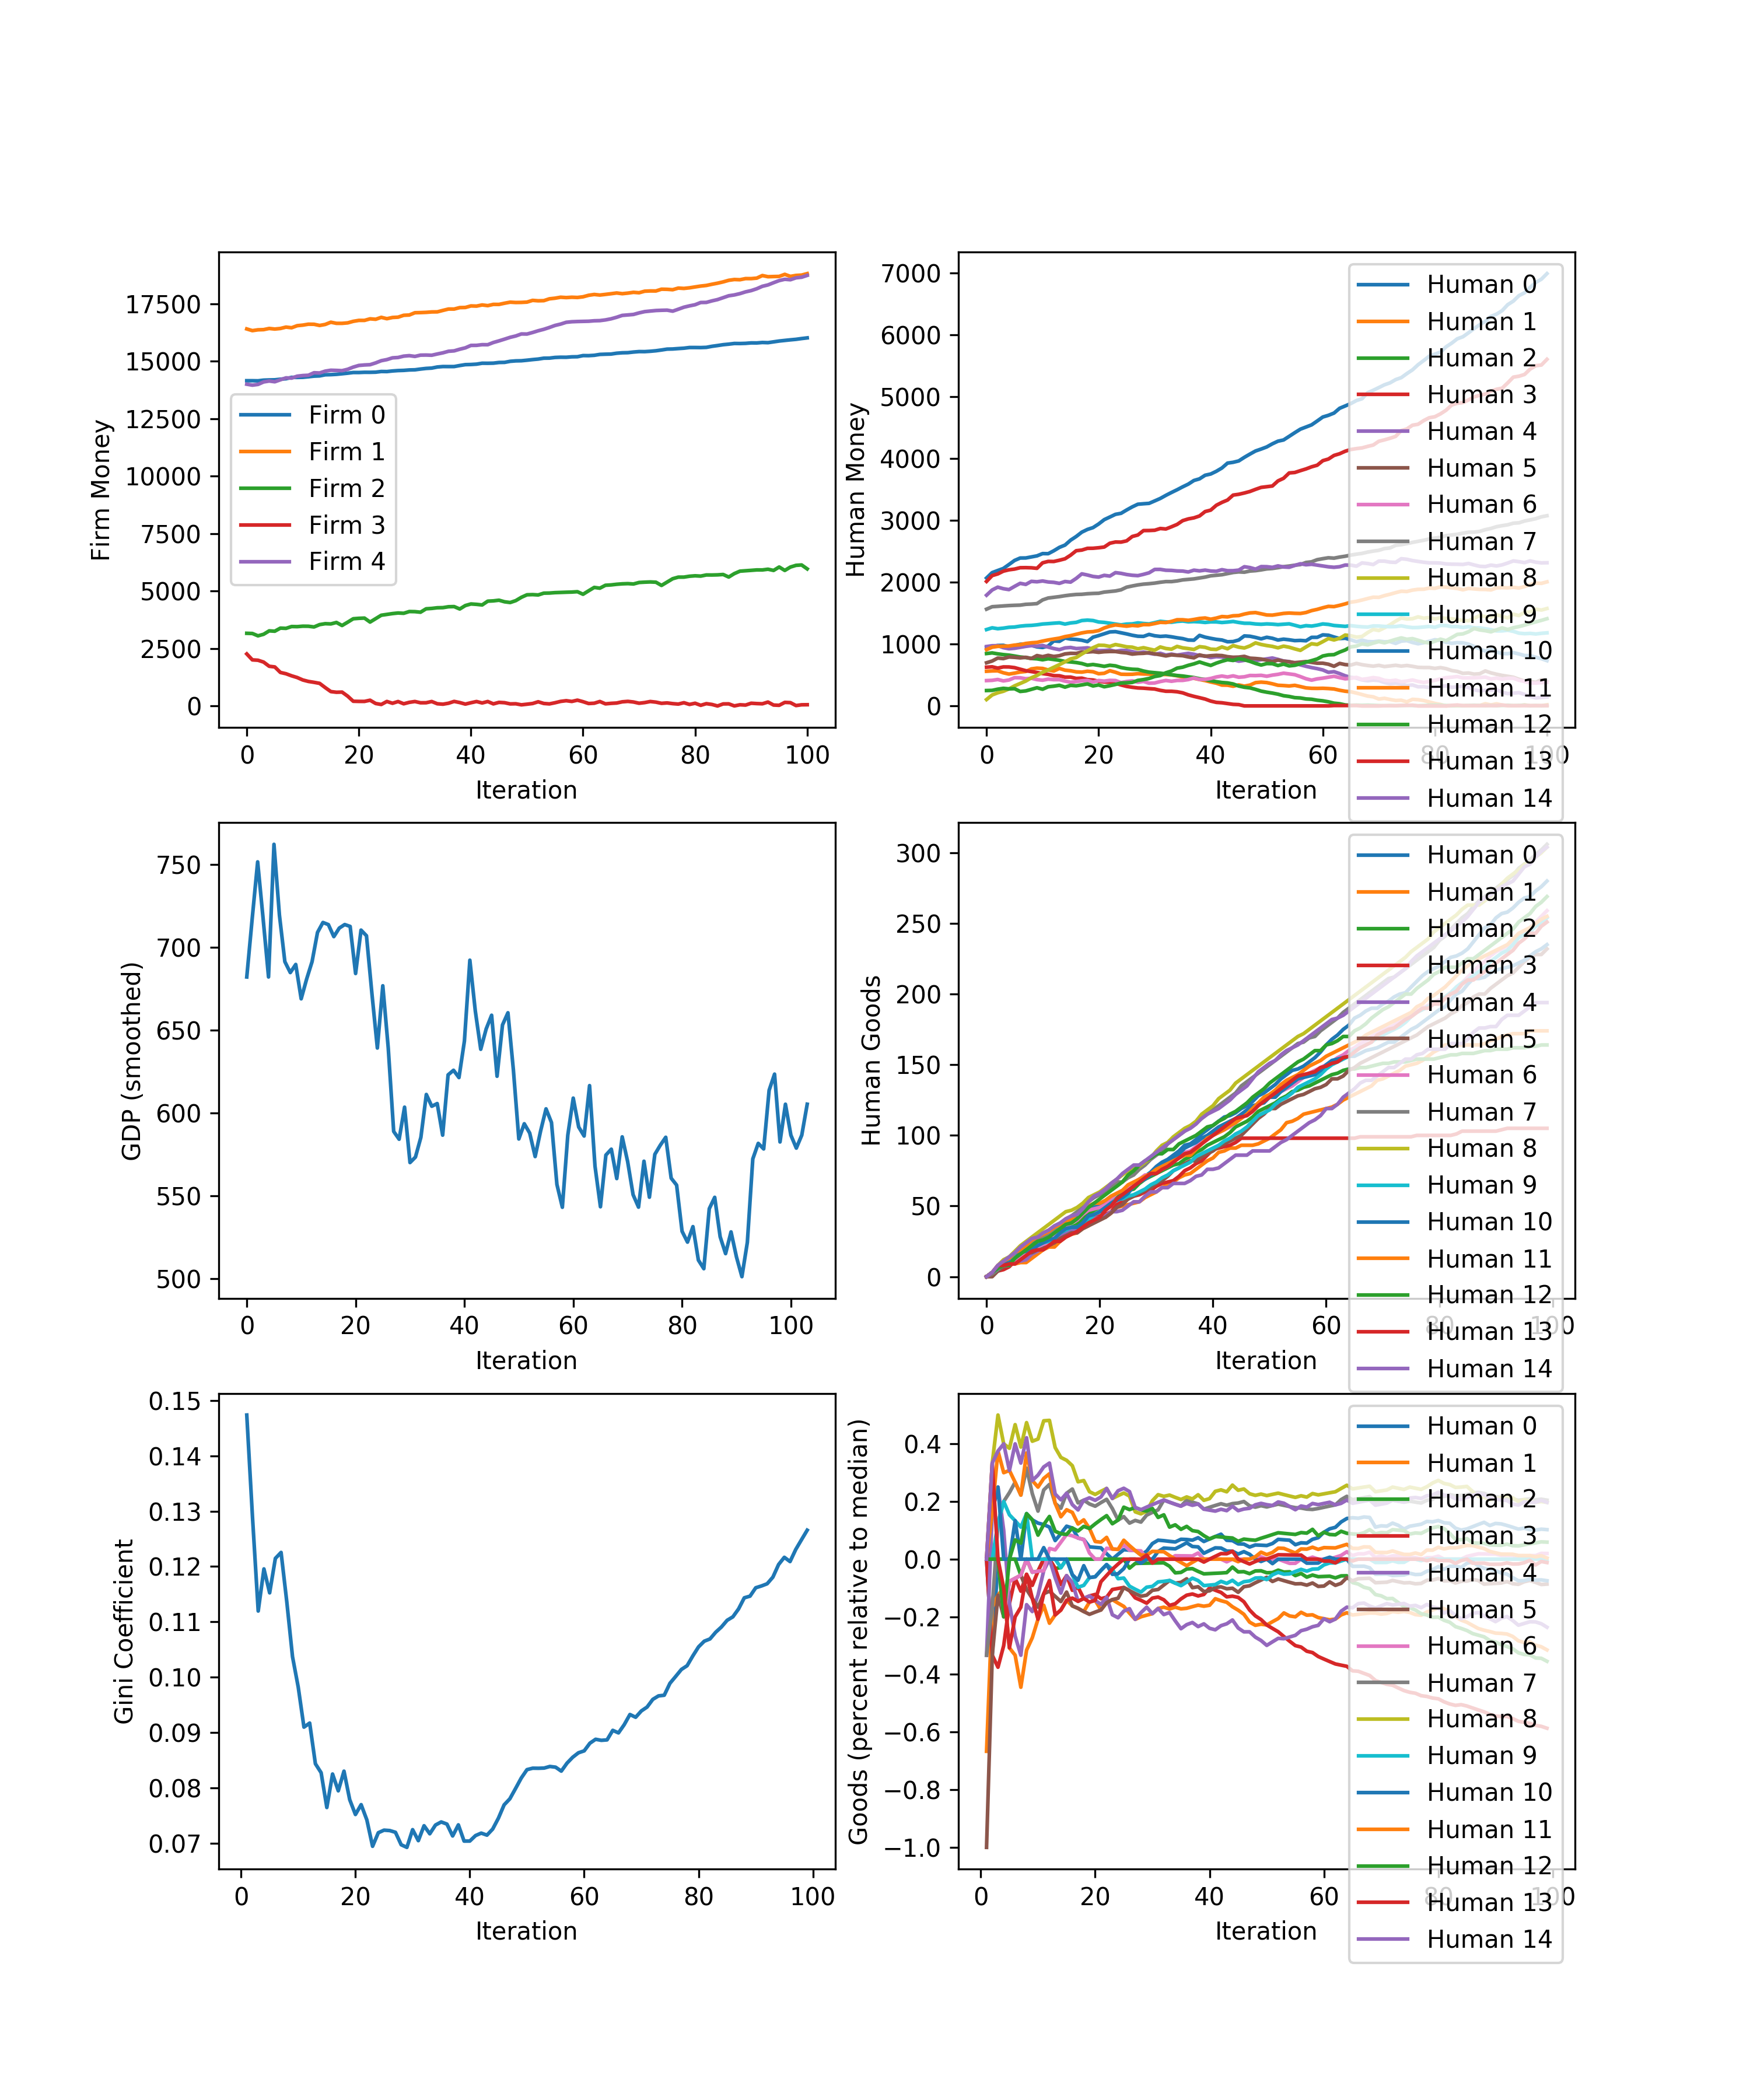 Firm Money
17500
15000
12500
10000
7500
5000
2500
0
Firm 0
Firm 1
Firm 2
Firm 3
Firm 4
0 20 40 60 80 100
Iteration
Human Money
7000
6000
5000
4000
3000
2000
1000
0
Human 0
Human 1
Human 2
Human 3
Human 4
Human 5
Human 6
Human 7
Human 8
Human 9
Human 10
Human 11
Human 12
Human 13
Human 14
0 20 40 60 80 100
Iteration
GDP (smoothed)
750
700
650
600
550
500
0 20 40 60 80 100
Iteration
Human Goods
300
250
200
150
100
50
0
Human 0
Human 1
Human 2
Human 3
Human 4
Human 5
Human 6
Human 7
Human 8
Human 9
Human 10
Human 11
Human 12
Human 13
Human 14
0 20 40 60 80 100
Iteration
Gini Coefficient
0.15
0.14
0.13
0.12
0.11
0.10
0.09
0.08
0.07
0 20 40 60 80 100
Iteration
Goods (percent relative to median)
0.4
0.2
0.0
−0.2
−0.4
−0.6
−0.8
−1.0
Human 0
Human 1
Human 2
Human 3
Human 4
Human 5
Human 6
Human 7
Human 8
Human 9
Human 10
Human 11
Human 12
Human 13
Human 14
0 20 40 60 80 100
Iteration